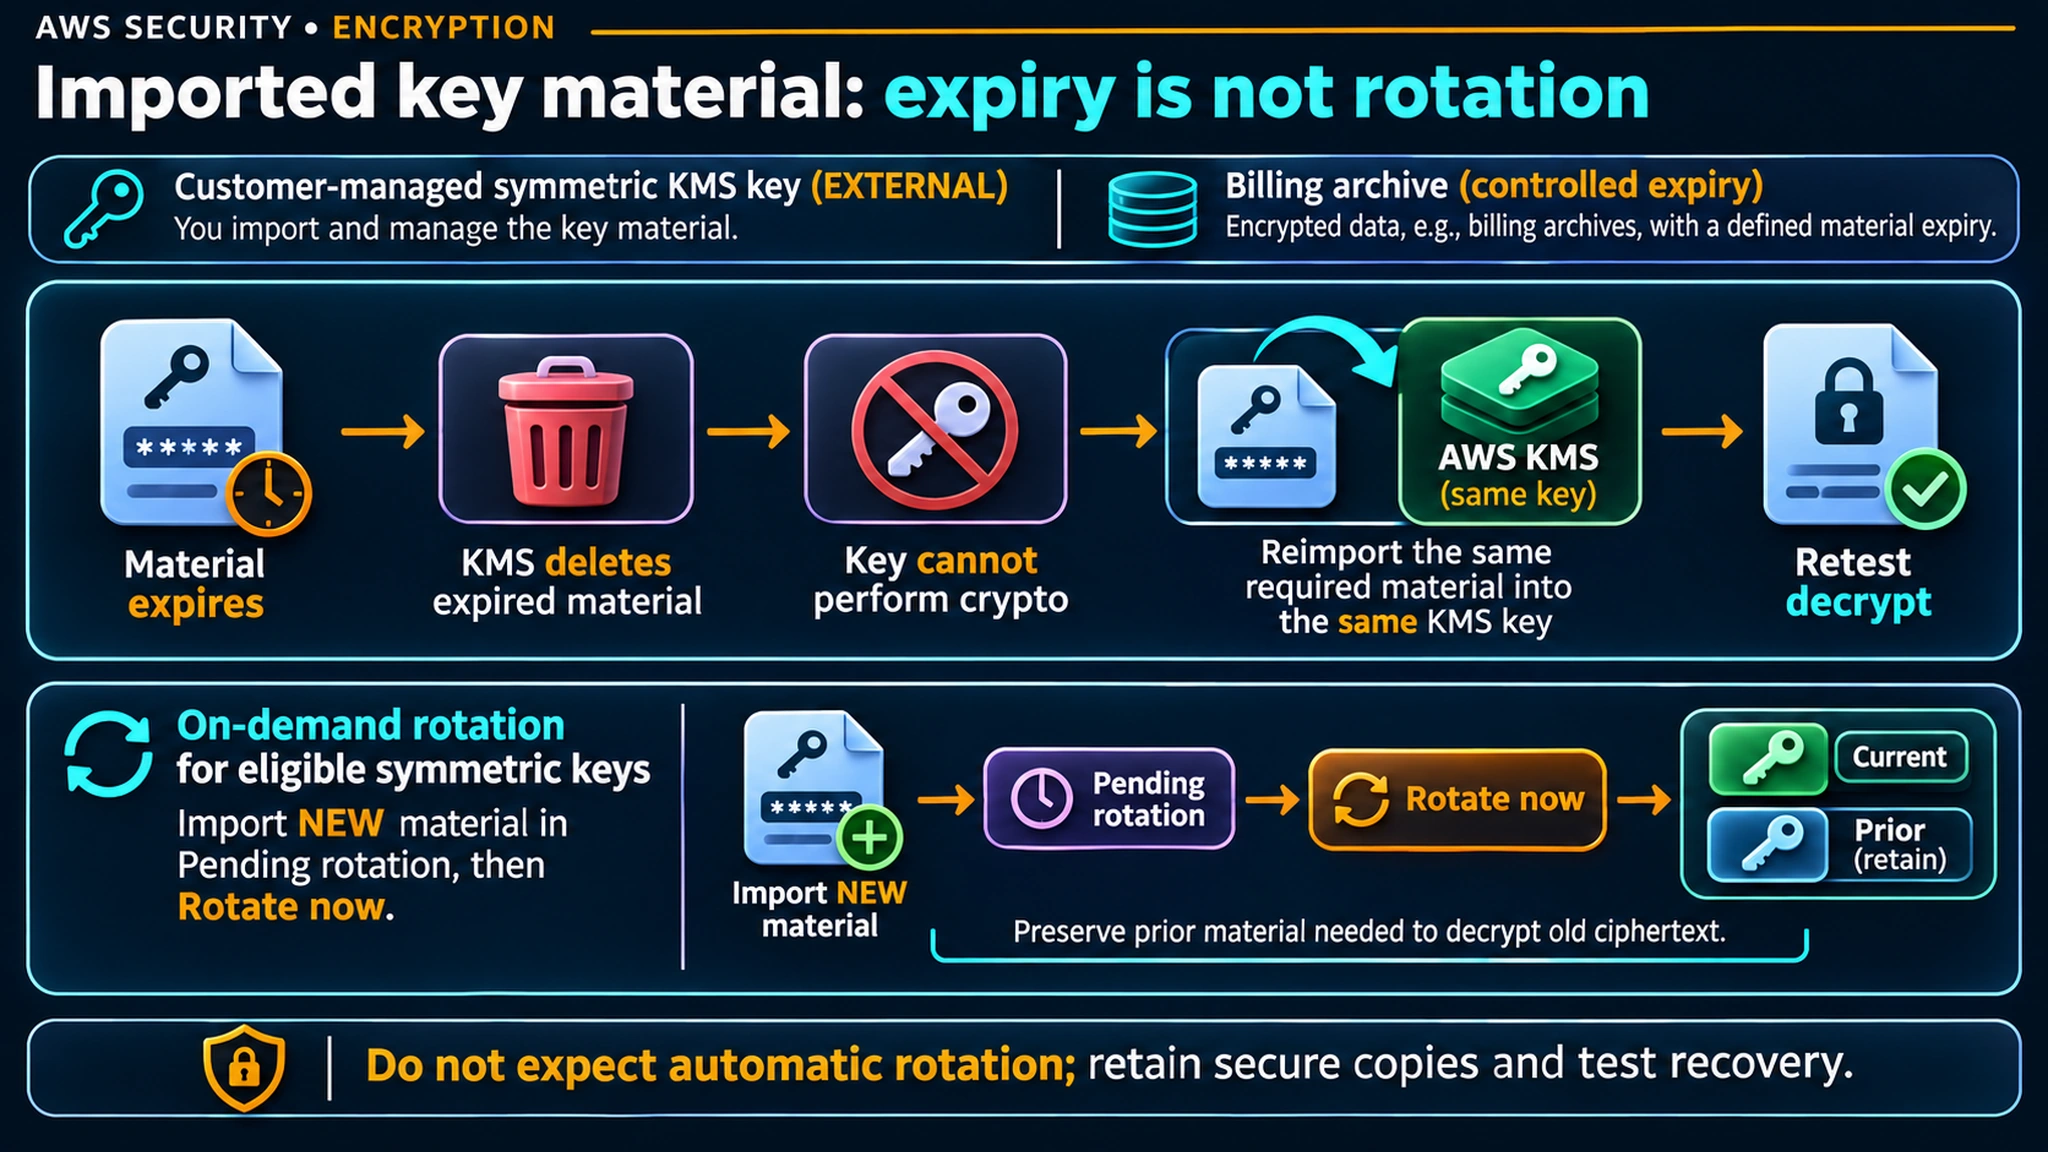 AWS SECURITY • ENCRYPTION
Imported key material: expiry is not rotation
Customer-managed symmetric KMS key (EXTERNAL)
You import and manage the key material.
Billing archive (controlled expiry)
Encrypted data, e.g., billing archives, with a defined material expiry.
*****
Material
expires
KMS deletes
expired material
Key cannot
perform crypto
*****
AWS KMS
(same key)
Reimport the same
required material into
the same KMS key
Retest
decrypt
On-demand rotation
for eligible symmetric keys
Import NEW material in
Pending rotation, then
Rotate now.
*****
Import NEW
material
Pending
rotation
Rotate now
Current
Prior
(retain)
Preserve prior material needed to decrypt old ciphertext.
Do not expect automatic rotation; retain secure copies and test recovery.